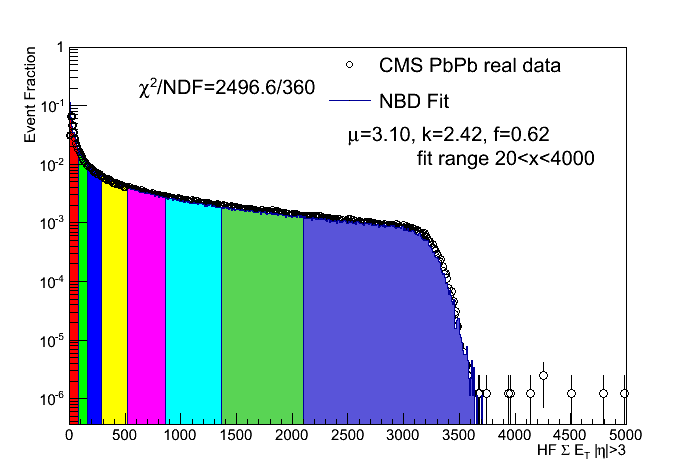 χ²/NDF=2496.6/360
CMS PbPb real data
NBD Fit
μ=3.10, k=2.42, f=0.62
fit range 20<x<4000
Event Fraction
1
10⁻¹
10⁻²
10⁻³
10⁻⁴
10⁻⁵
10⁻⁶
0 500 1000 1500 2000 2500 3000 3500 4000 4500 5000
HF Σ E_T |η|>3